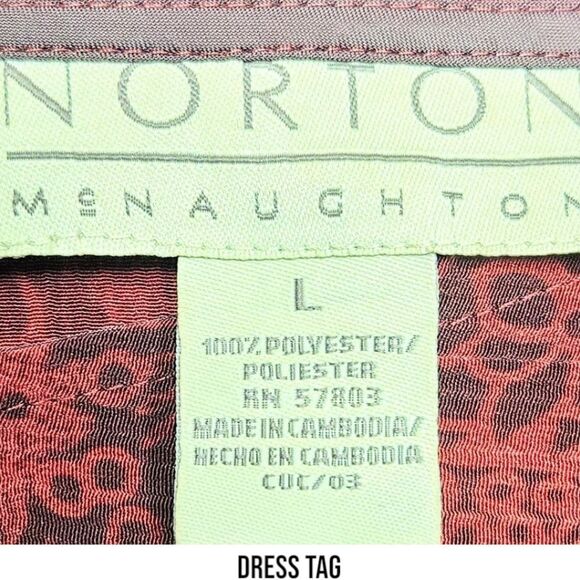 NORTON
McNAUGHTON
L
100% POLYESTER/
POLIESTER
RN 57803
MADE IN CAMBODIA/
HECHO EN CAMBODIA
CUC/03
DRESS TAG